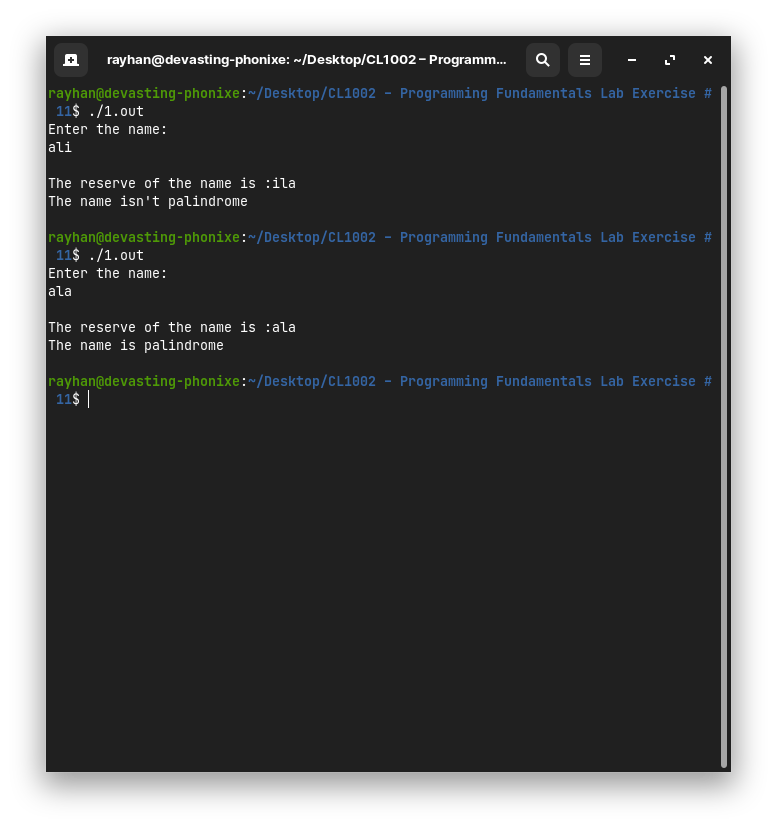 rayhan@devasting-phonixe: ~/Desktop/CL1002 – Programm...
rayhan@devasting-phonixe:~/Desktop/CL1002 – Programming Fundamentals Lab Exercise #
 11$ ./1.out
Enter the name:
ali
The reserve of the name is :ila
The name isn't palindrome
rayhan@devasting-phonixe:~/Desktop/CL1002 – Programming Fundamentals Lab Exercise #
 11$ ./1.out
Enter the name:
ala
The reserve of the name is :ala
The name is palindrome
rayhan@devasting-phonixe:~/Desktop/CL1002 – Programming Fundamentals Lab Exercise #
 11$